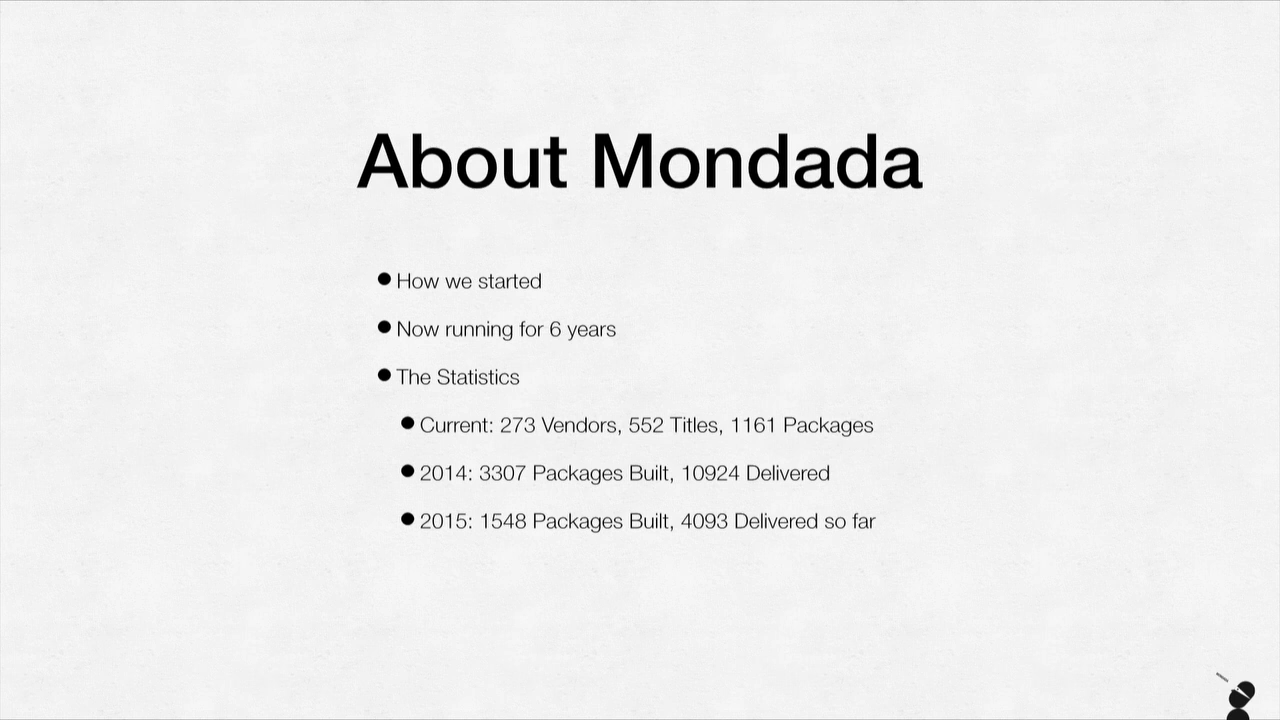 About Mondada
How we started
Now running for 6 years
The Statistics
Current: 273 Vendors, 552 Titles, 1161 Packages
2014: 3307 Packages Built, 10924 Delivered
2015: 1548 Packages Built, 4093 Delivered so far